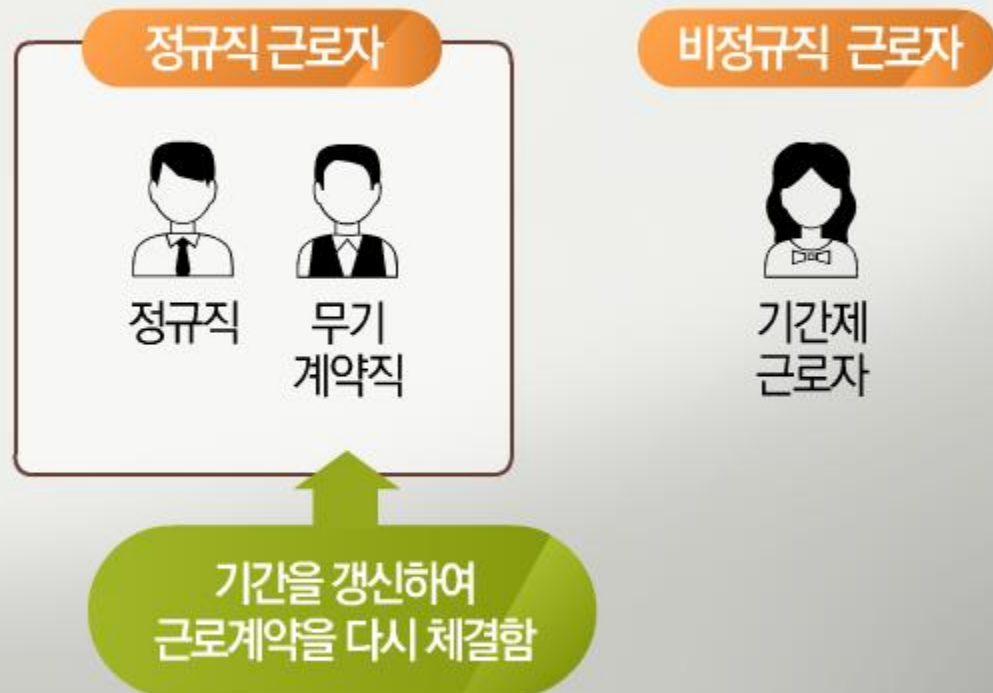 정규직 근로자
비정규직 근로자
정규직
무기
계약직
기간제
근로자
기간을 갱신하여
근로계약을 다시 체결함